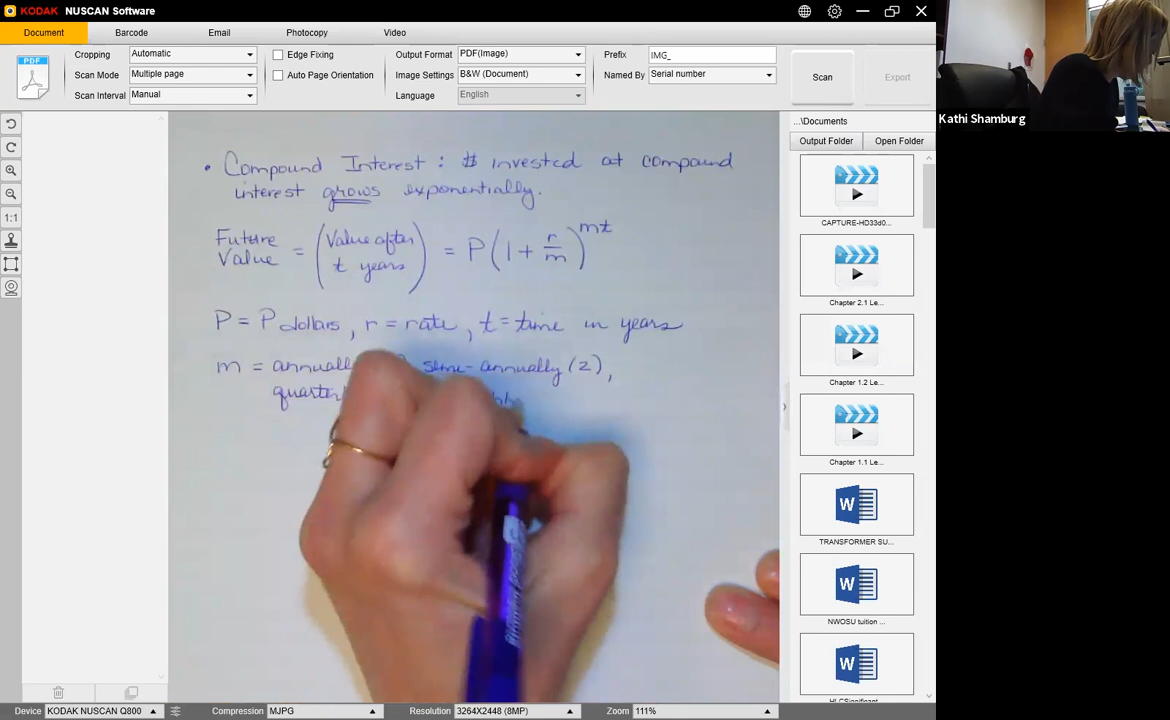 KODAK NUSCAN Software
Document Barcode Email Photocopy Video
Cropping Automatic
Scan Mode Multiple page
Scan Interval Manual
Edge Fixing
Auto Page Orientation
Output Format PDF(Image)
Image Settings B&W (Document)
Language English
Prefix IMG_
Named By Serial number
Scan
Export
PDF
1:1
• Compound Interest : $ invested at compound
interest grows exponentially.
Future Value = (Value after t years) = P(1 + r/m)^mt
P = P dollars, r = rate, t = time in years
m = annually semi-annually (2),
...\Documents
Output Folder Open Folder
CAPTURE-HD33d0...
Chapter 2.1 Le...
Chapter 1.2 Le...
Chapter 1.1 Le...
TRANSFORMER SU...
NWOSU tuition ...
HLCSignificant
Kathi Shamburg
Device KODAK NUSCAN Q800 Compression MJPG Resolution 3264X2448 (8MP) Zoom 111%